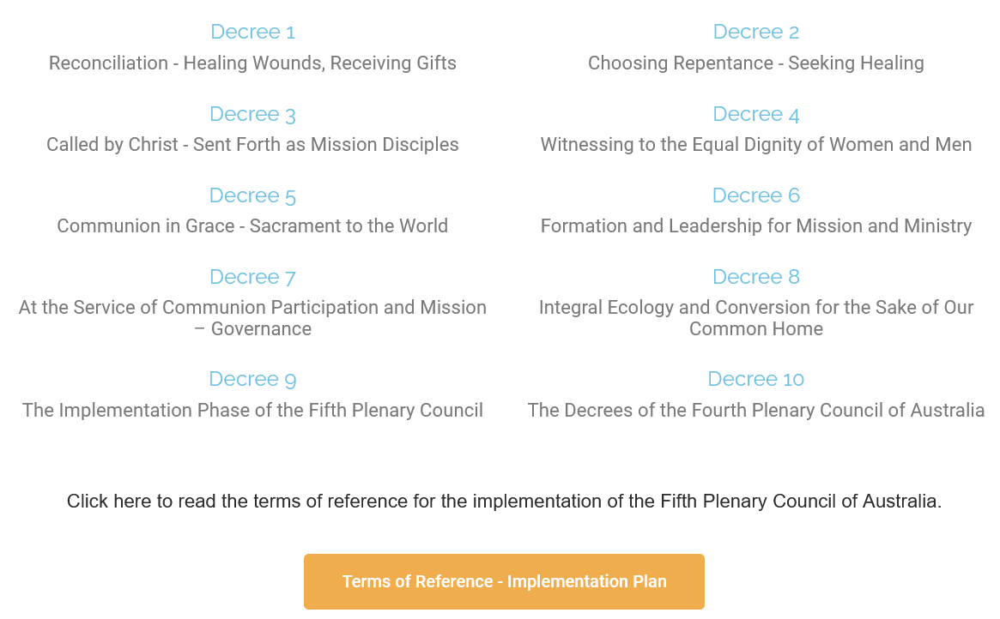 Decree 1
Reconciliation - Healing Wounds, Receiving Gifts
Decree 2
Choosing Repentance - Seeking Healing
Decree 3
Called by Christ - Sent Forth as Mission Disciples
Decree 4
Witnessing to the Equal Dignity of Women and Men
Decree 5
Communion in Grace - Sacrament to the World
Decree 6
Formation and Leadership for Mission and Ministry
Decree 7
At the Service of Communion Participation and Mission
– Governance
Decree 8
Integral Ecology and Conversion for the Sake of Our
Common Home
Decree 9
The Implementation Phase of the Fifth Plenary Council
Decree 10
The Decrees of the Fourth Plenary Council of Australia
Click here to read the terms of reference for the implementation of the Fifth Plenary Council of Australia.
Terms of Reference - Implementation Plan